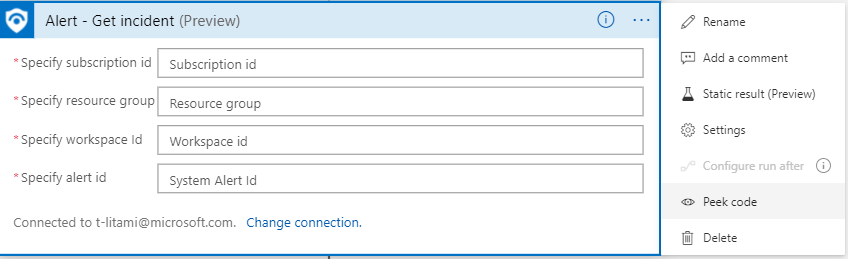 Alert - Get incident (Preview)
* Specify subscription id Subscription id
* Specify resource group Resource group
* Specify workspace Id Workspace id
* Specify alert id System Alert Id
Connected to t-litami@microsoft.com. Change connection.
Rename
Add a comment
Static result (Preview)
Settings
Configure run after
Peek code
Delete